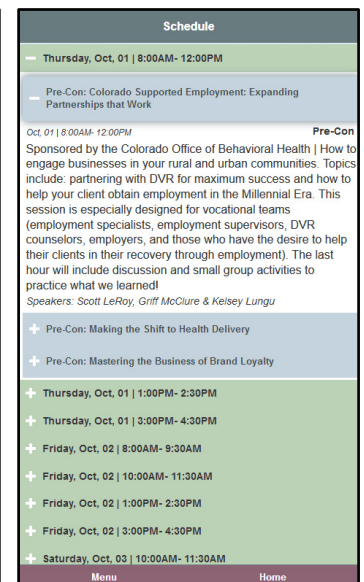 Schedule
Thursday, Oct, 01 | 8:00AM- 12:00PM
Pre-Con: Colorado Supported Employment: Expanding
Partnerships that Work
Oct, 01 | 8:00AM- 12:00PM Pre-Con
Sponsored by the Colorado Office of Behavioral Health | How to
engage businesses in your rural and urban communities. Topics
include: partnering with DVR for maximum success and how to
help your client obtain employment in the Millennial Era. This
session is especially designed for vocational teams
(employment specialists, employment supervisors, DVR
counselors, employers, and those who have the desire to help
their clients in their recovery through employment). The last
hour will include discussion and small group activities to
practice what we learned!
Speakers: Scott LeRoy, Griff McClure & Kelsey Lungu
Pre-Con: Making the Shift to Health Delivery
Pre-Con: Mastering the Business of Brand Loyalty
Thursday, Oct, 01 | 1:00PM- 2:30PM
Thursday, Oct, 01 | 3:00PM- 4:30PM
Friday, Oct, 02 | 8:00AM- 9:30AM
Friday, Oct, 02 | 10:00AM- 11:30AM
Friday, Oct, 02 | 1:00PM- 2:30PM
Friday, Oct, 02 | 3:00PM- 4:30PM
Saturday, Oct, 03 | 10:00AM- 11:30AM
Menu Home